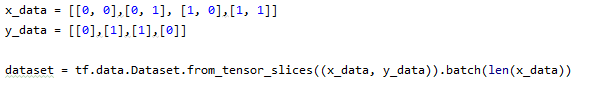 x_data = [[0, 0],[0, 1], [1, 0],[1, 1]]
y_data = [[0],[1],[1],[0]]
dataset = tf.data.Dataset.from_tensor_slices((x_data, y_data)).batch(len(x_data))